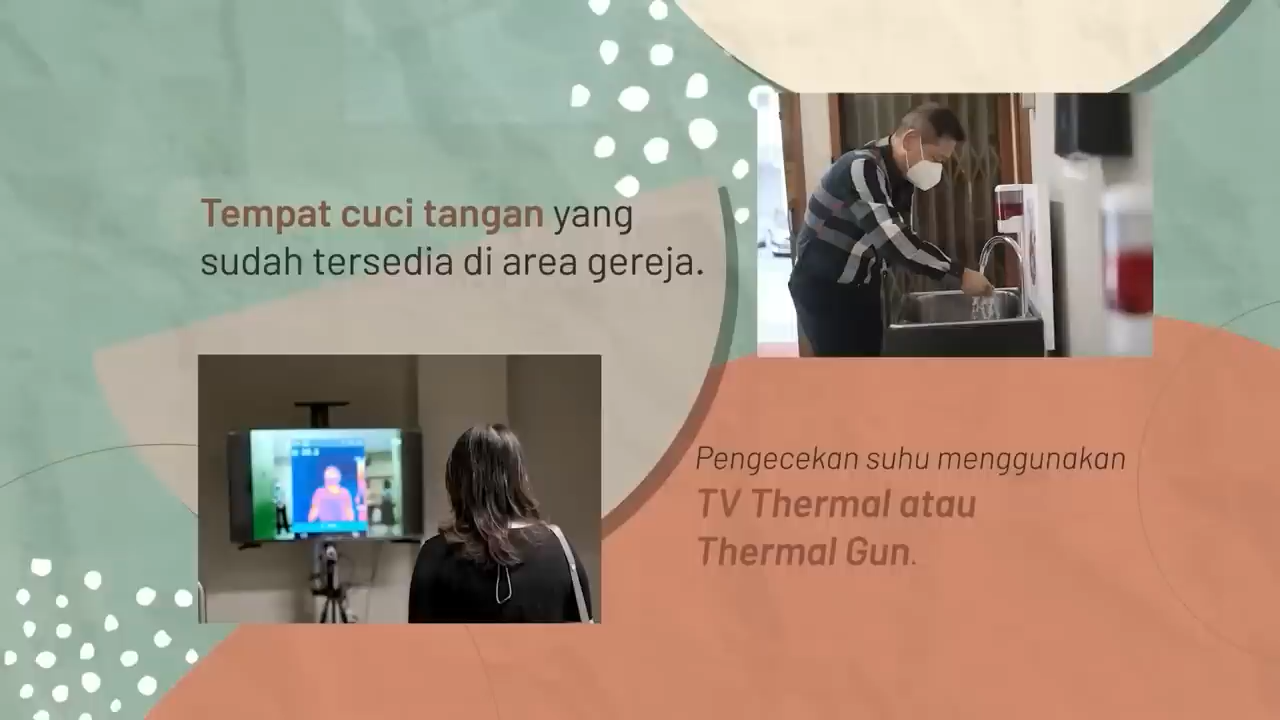 Tempat cuci tangan yang
sudah tersedia di area gereja.
Pengecekan suhu menggunakan
TV Thermal atau
Thermal Gun.